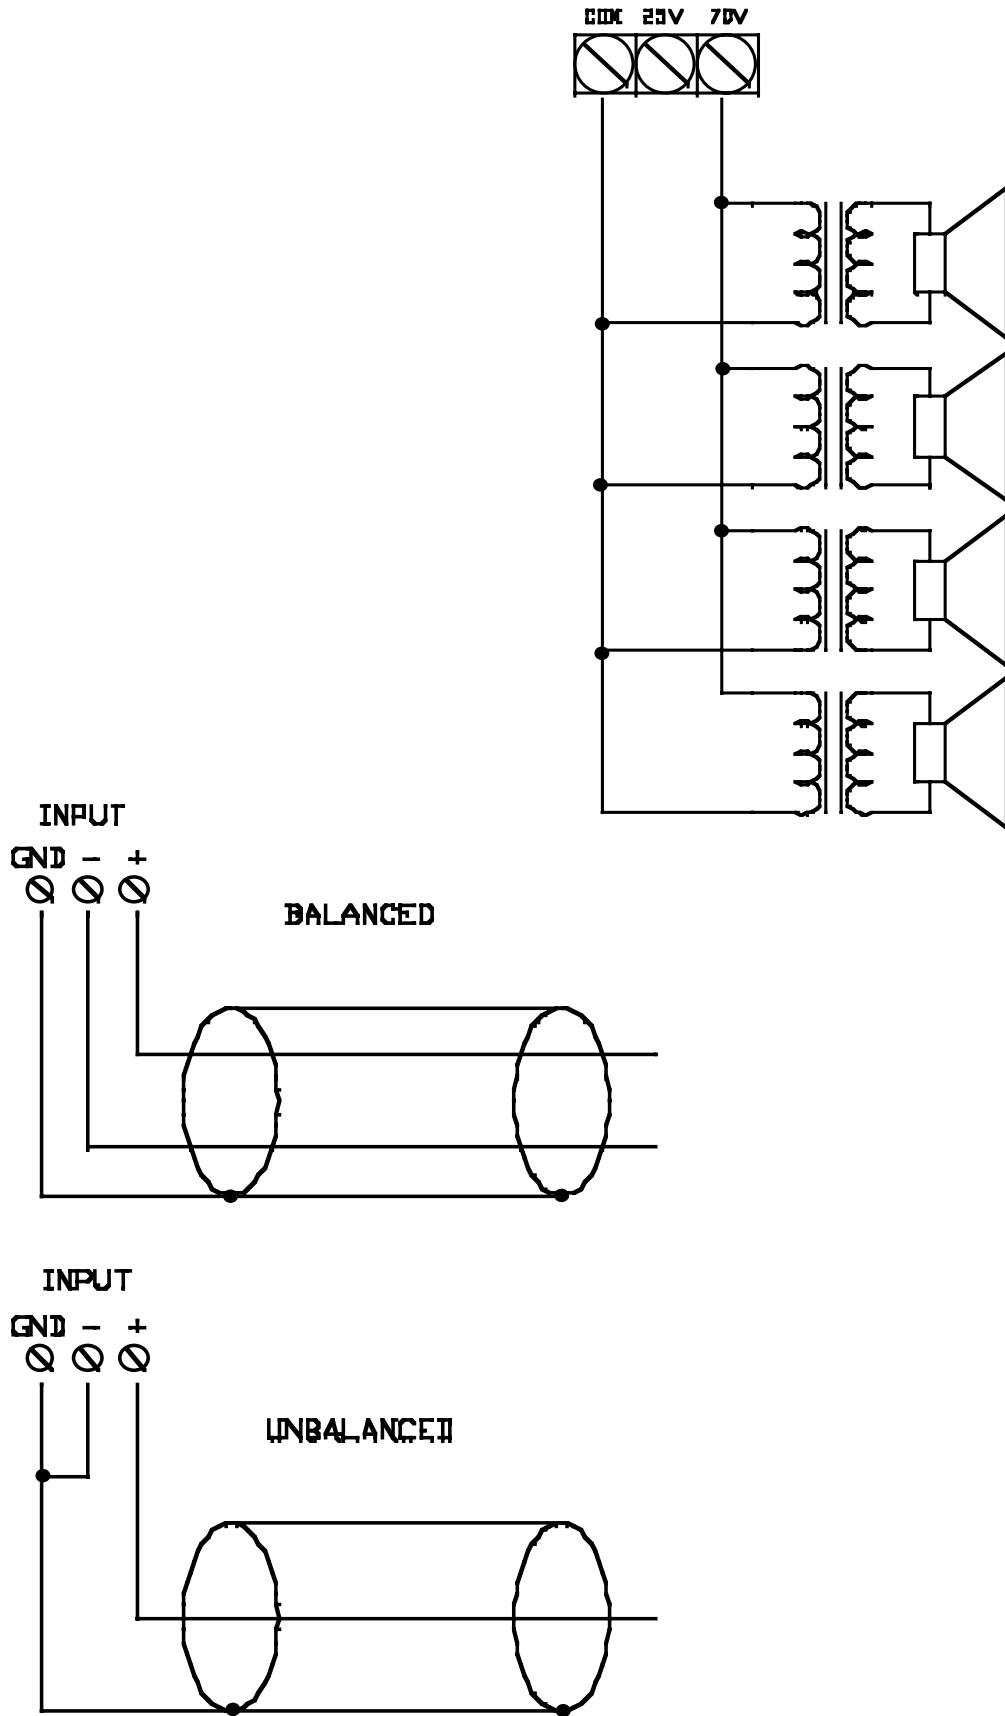 COM 25V 70V
INPUT
GND - +
BALANCED
INPUT
GND - +
UNBALANCED